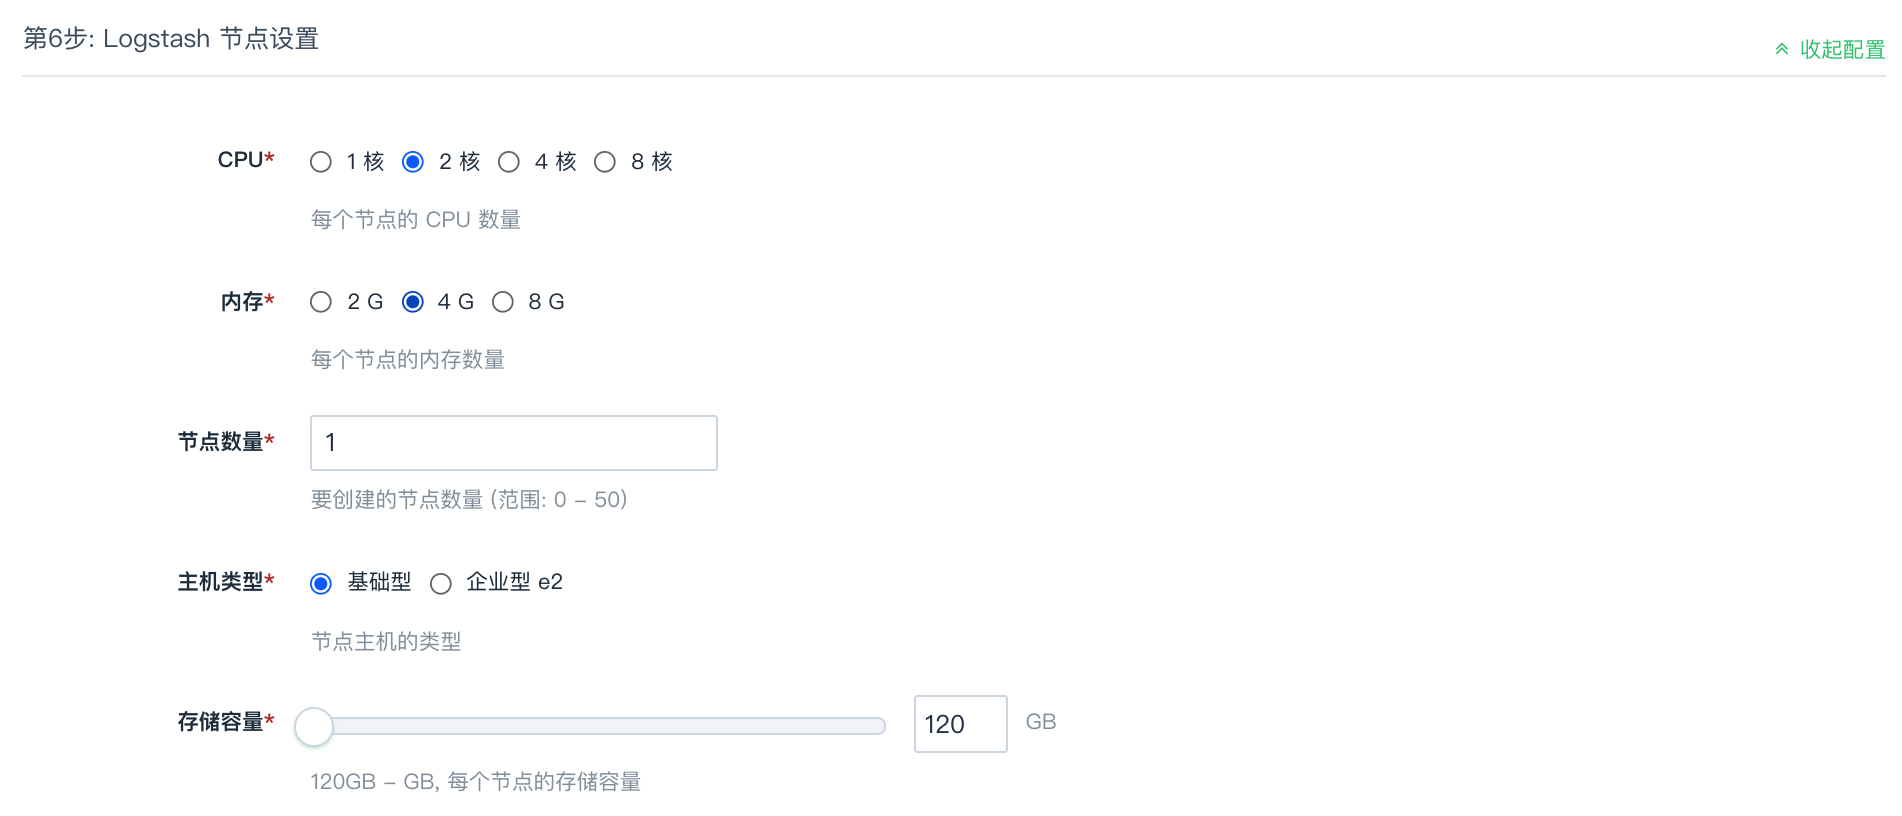 第6步: Logstash 节点设置
收起配置
CPU* 1 核 2 核 4 核 8 核
每个节点的 CPU 数量
内存* 2 G 4 G 8 G
每个节点的内存数量
节点数量* 1
要创建的节点数量 (范围: 0 – 50)
主机类型* 基础型 企业型 e2
节点主机的类型
存储容量* 120 GB
120GB – GB, 每个节点的存储容量